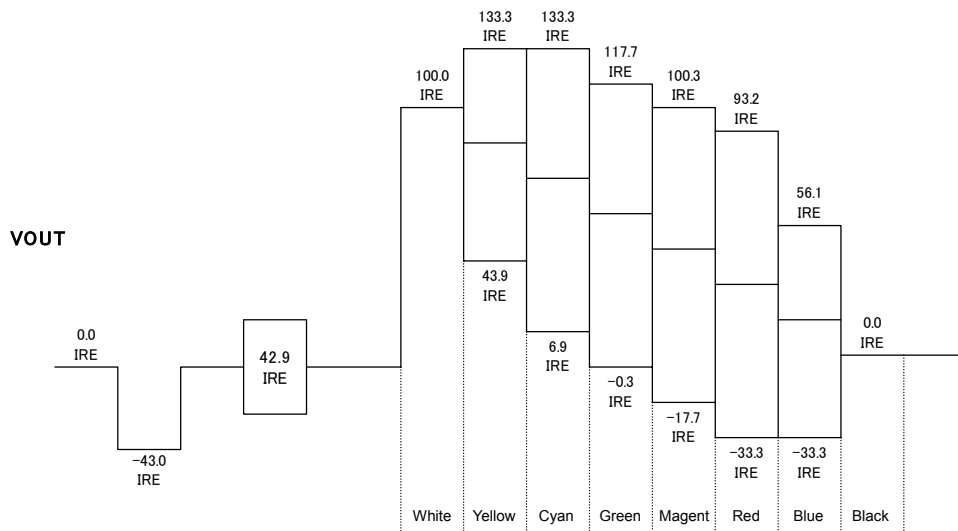 133.3
IRE
133.3
IRE
117.7
IRE
100.0
IRE
100.3
IRE
93.2
IRE
56.1
IRE
VOUT
43.9
IRE
0.0
IRE
42.9
IRE
6.9
IRE
0.0
IRE
−0.3
IRE
−17.7
IRE
−43.0
IRE
−33.3
IRE
−33.3
IRE
White
Yellow
Cyan
Green
Magent
Red
Blue
Black